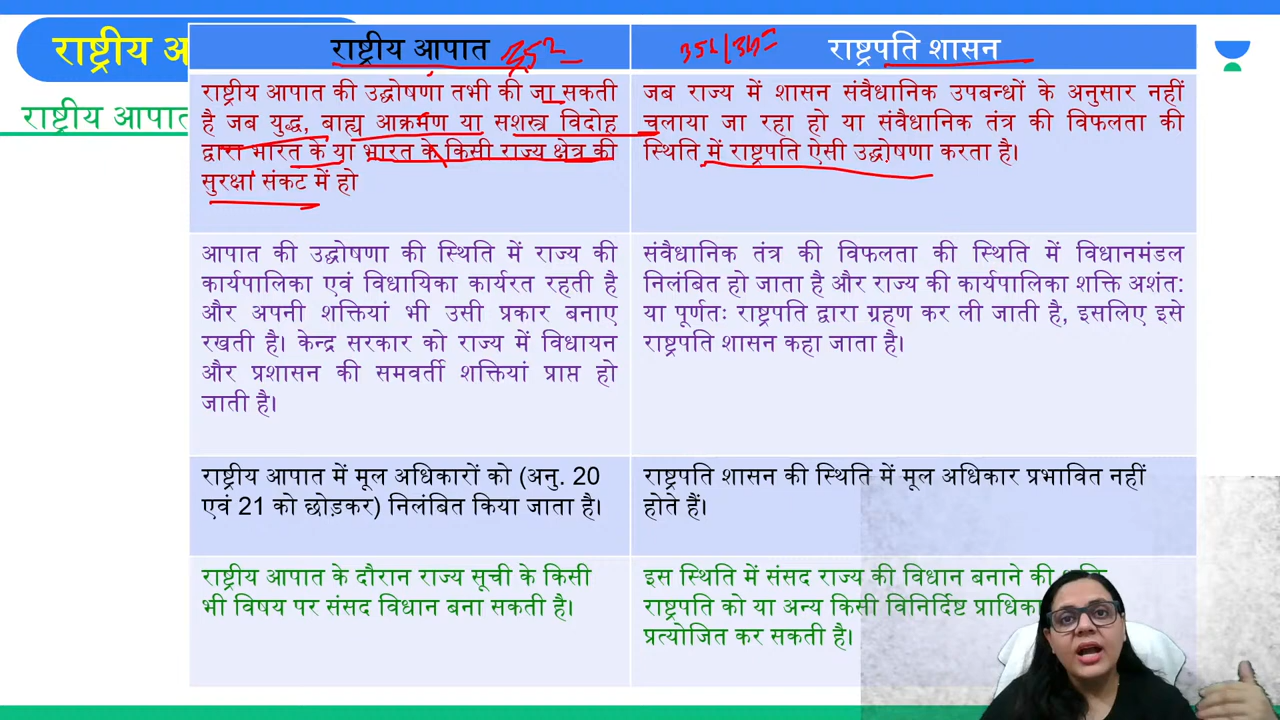 राष्ट्रीय आ
राष्ट्रीय आपात
राष्ट्रीय आपात 352
राष्ट्रीय आपात की उद्धोषणा तभी की जा सकती
है जब युद्ध, बाह्य आक्रमण या सशस्त्र विदोह
द्वारा भारत के या भारत के किसी राज्य क्षेत्र की
सुरक्षा संकट में हो
राष्ट्रपति शासन
जब राज्य में शासन संवैधानिक उपबन्धों के अनुसार नहीं
चलाया जा रहा हो या संवैधानिक तंत्र की विफलता की
स्थिति में राष्ट्रपति ऐसी उद्धोषणा करता है।
आपात की उद्धोषणा की स्थिति में राज्य की
कार्यपालिका एवं विधायिका कार्यरत रहती है
और अपनी शक्तियां भी उसी प्रकार बनाए
रखती है। केन्द्र सरकार को राज्य में विधायन
और प्रशासन की समवर्ती शक्तियां प्राप्त हो
जाती है।
संवैधानिक तंत्र की विफलता की स्थिति में विधानमंडल
निलंबित हो जाता है और राज्य की कार्यपालिका शक्ति अशंत:
या पूर्णतः राष्ट्रपति द्वारा ग्रहण कर ली जाती है, इसलिए इसे
राष्ट्रपति शासन कहा जाता है।
राष्ट्रीय आपात में मूल अधिकारों को (अनु. 20
एवं 21 को छोड़कर) निलंबित किया जाता है।
राष्ट्रपति शासन की स्थिति में मूल अधिकार प्रभावित नहीं
होते हैं।
राष्ट्रीय आपात के दौरान राज्य सूची के किसी
भी विषय पर संसद विधान बना सकती है।
इस स्थिति में संसद राज्य की विधान बनाने की
राष्ट्रपति को या अन्य किसी विनिर्दिष्ट प्राधिका
प्रत्योजित कर सकती है।